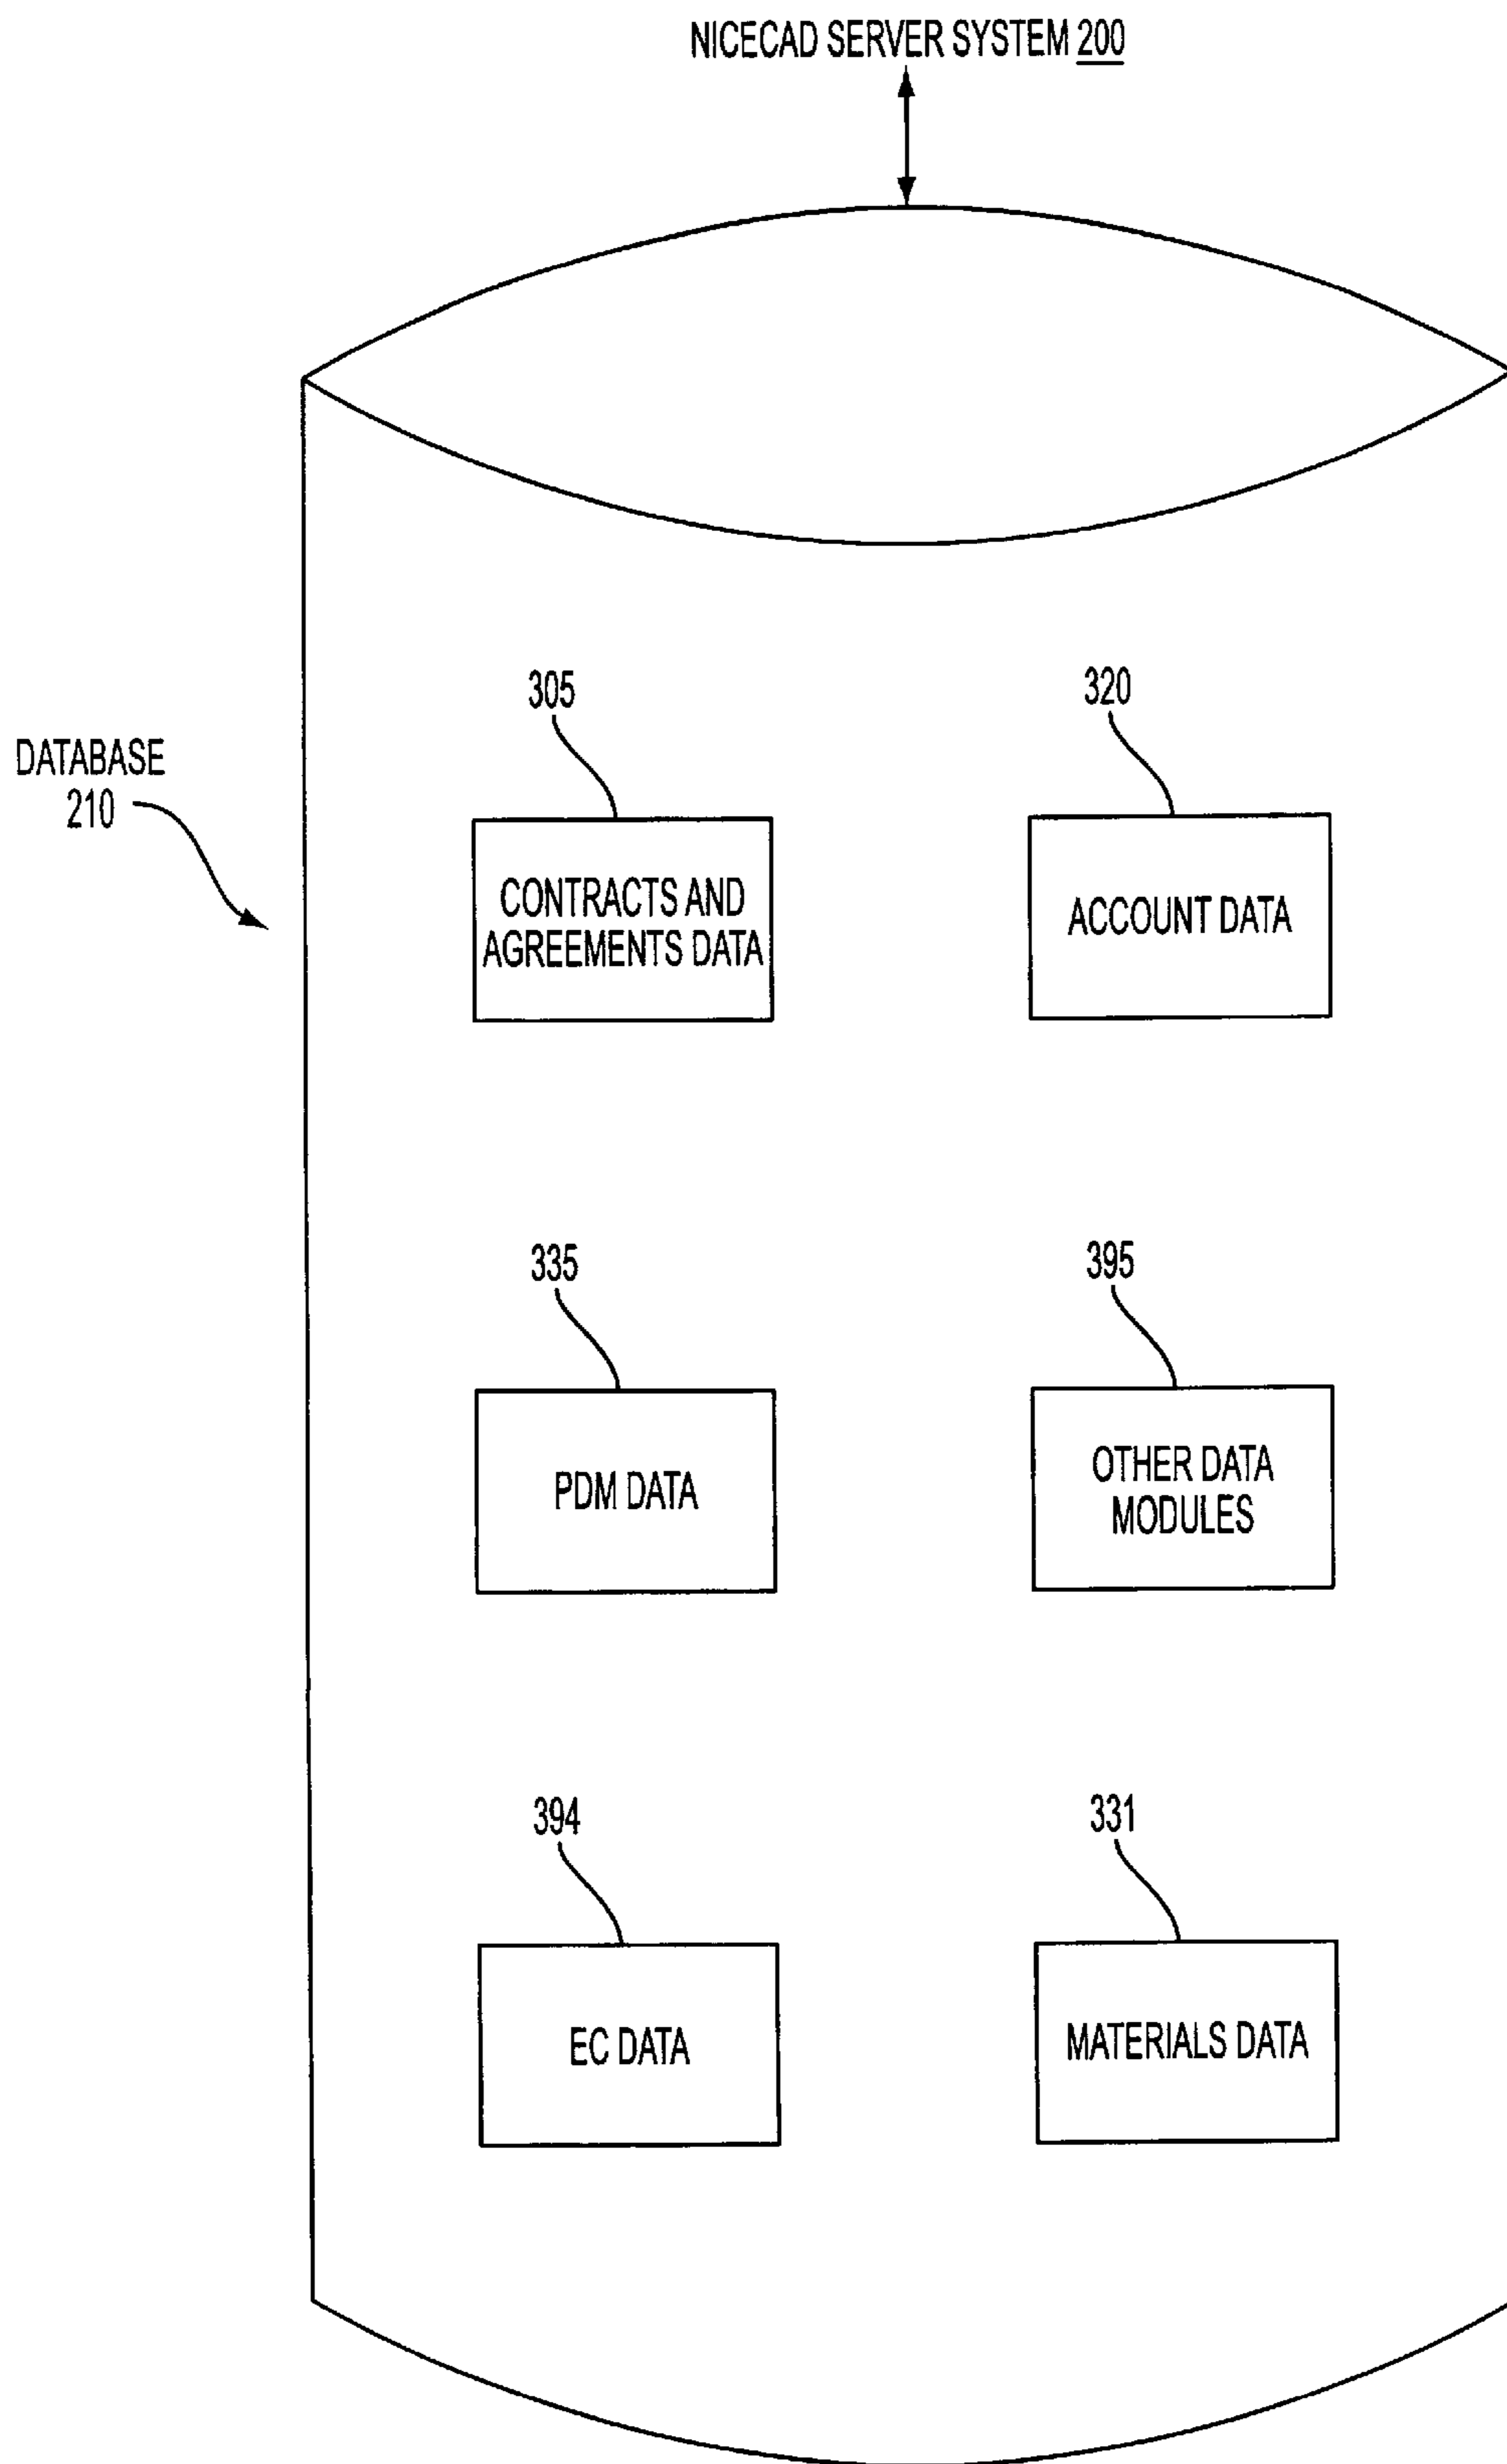 NICECAD SERVER SYSTEM 200
305
320
DATABASE
210
CONTRACTS AND
AGREEMENTS DATA
ACCOUNT DATA
335
395
PDM DATA
OTHER DATA
MODULES
394
331
EC DATA
MATERIALS DATA